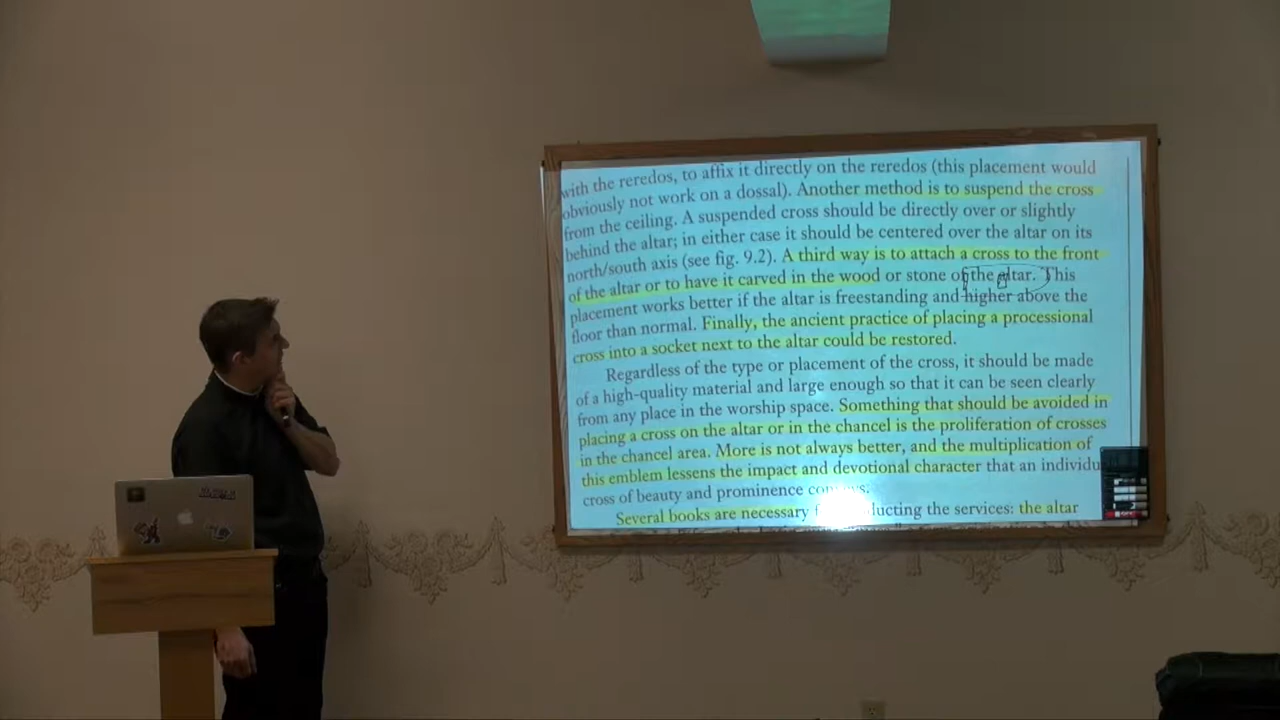 with the reredos, to affix it directly on the reredos (this placement would
obviously not work on a dossal). Another method is to suspend the cross
from the ceiling. A suspended cross should be directly over or slightly
behind the altar; in either case it should be centered over the altar on its
north/south axis (see fig. 9.2). A third way is to attach a cross to the front
of the altar or to have it carved in the wood or stone of the altar. This
placement works better if the altar is freestanding and higher above the
floor than normal. Finally, the ancient practice of placing a processional
cross into a socket next to the altar could be restored.
Regardless of the type or placement of the cross, it should be made
of a high-quality material and large enough so that it can be seen clearly
from any place in the worship space. Something that should be avoided in
placing a cross on the altar or in the chancel is the proliferation of crosses
in the chancel area. More is not always better, and the multiplication of
this emblem lessens the impact and devotional character that an individu
cross of beauty and prominence
Several books are necessary ducting the services: the altar